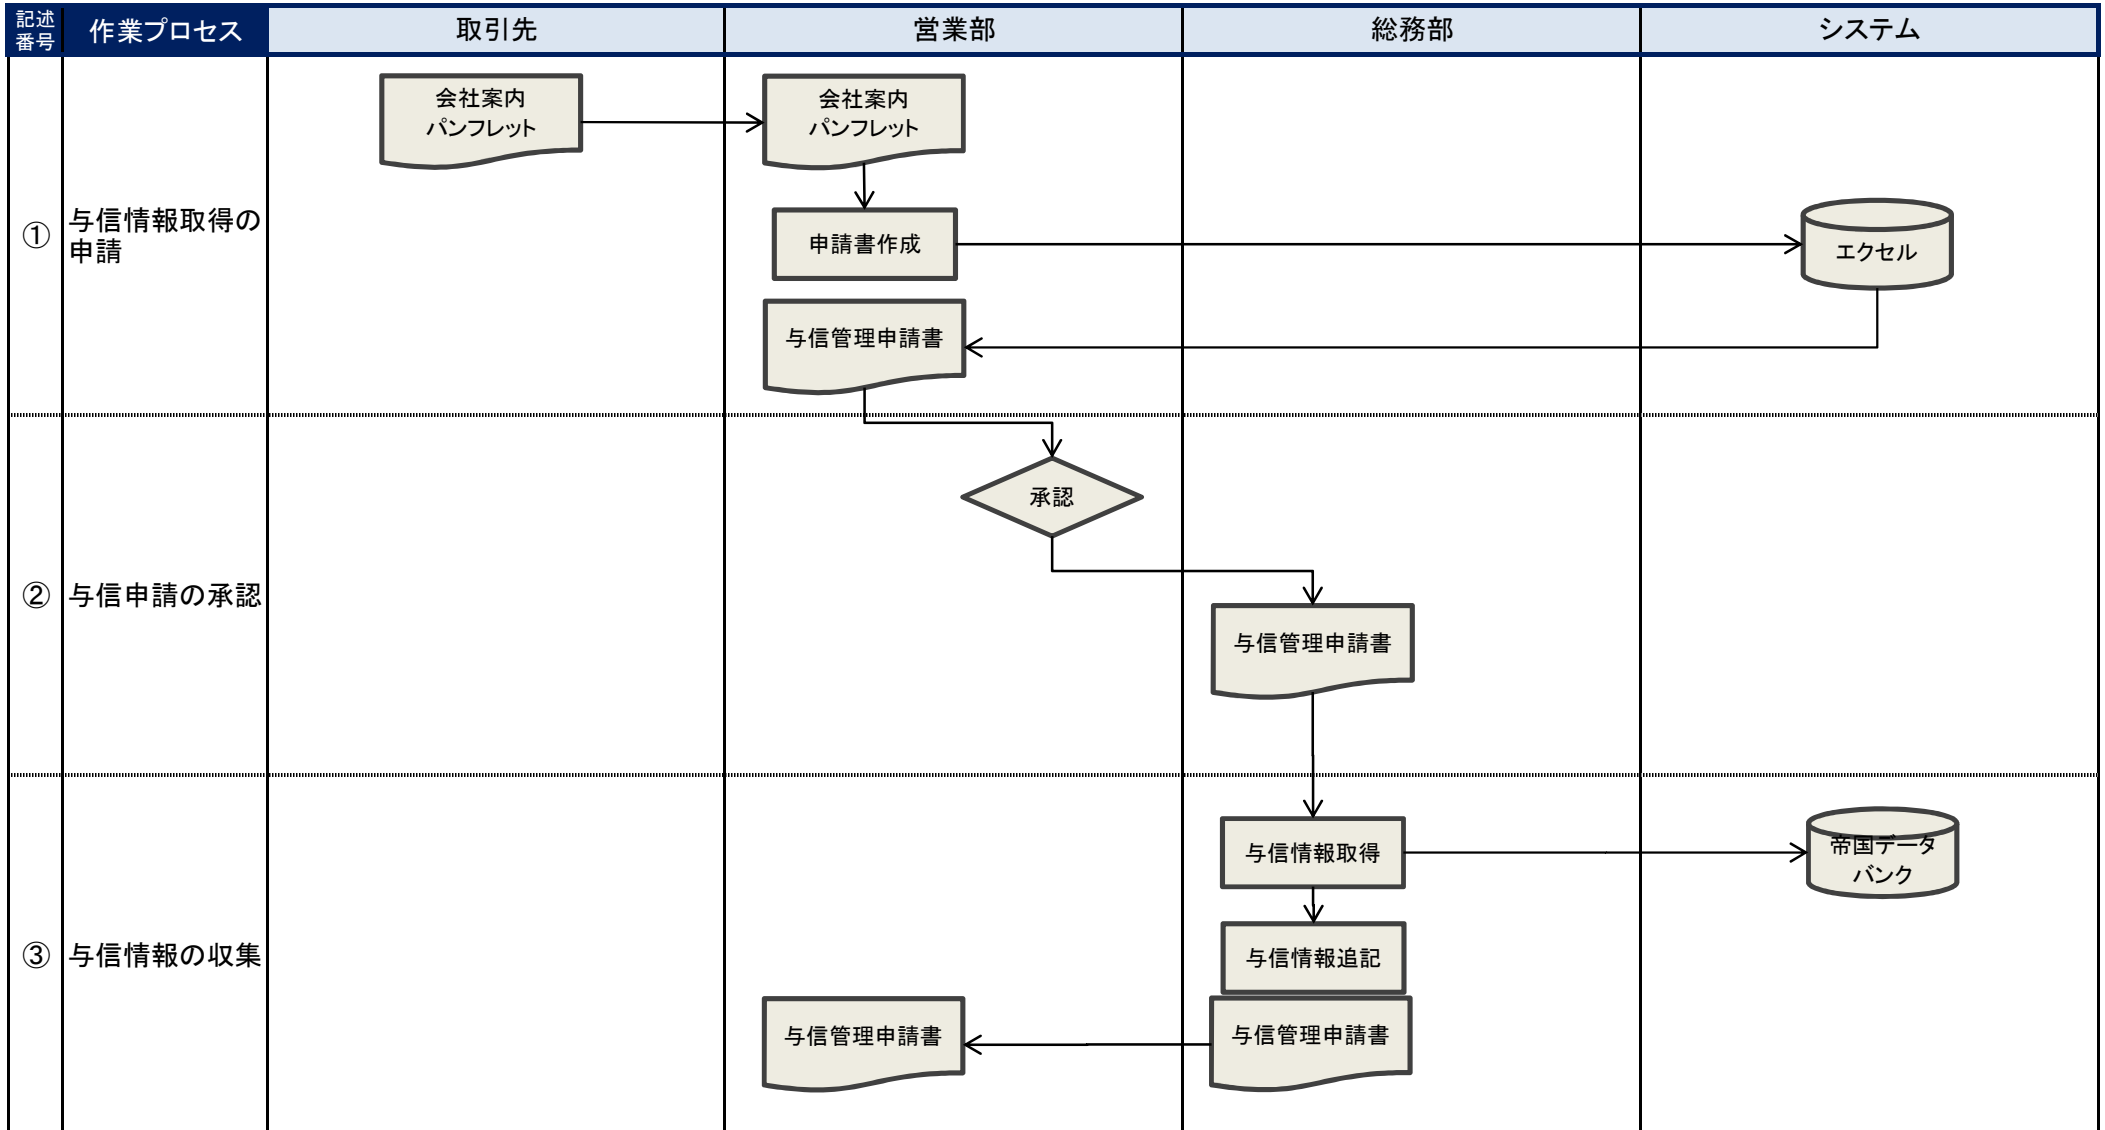 記述
番号
作業プロセス
取引先
営業部
総務部
システム
①
与信情報取得の
申請
会社案内
パンフレット
会社案内
パンフレット
申請書作成
エクセル
与信管理申請書
②
与信申請の承認
承認
与信管理申請書
③
与信情報の収集
与信情報取得
帝国データ
バンク
与信情報追記
与信管理申請書
与信管理申請書